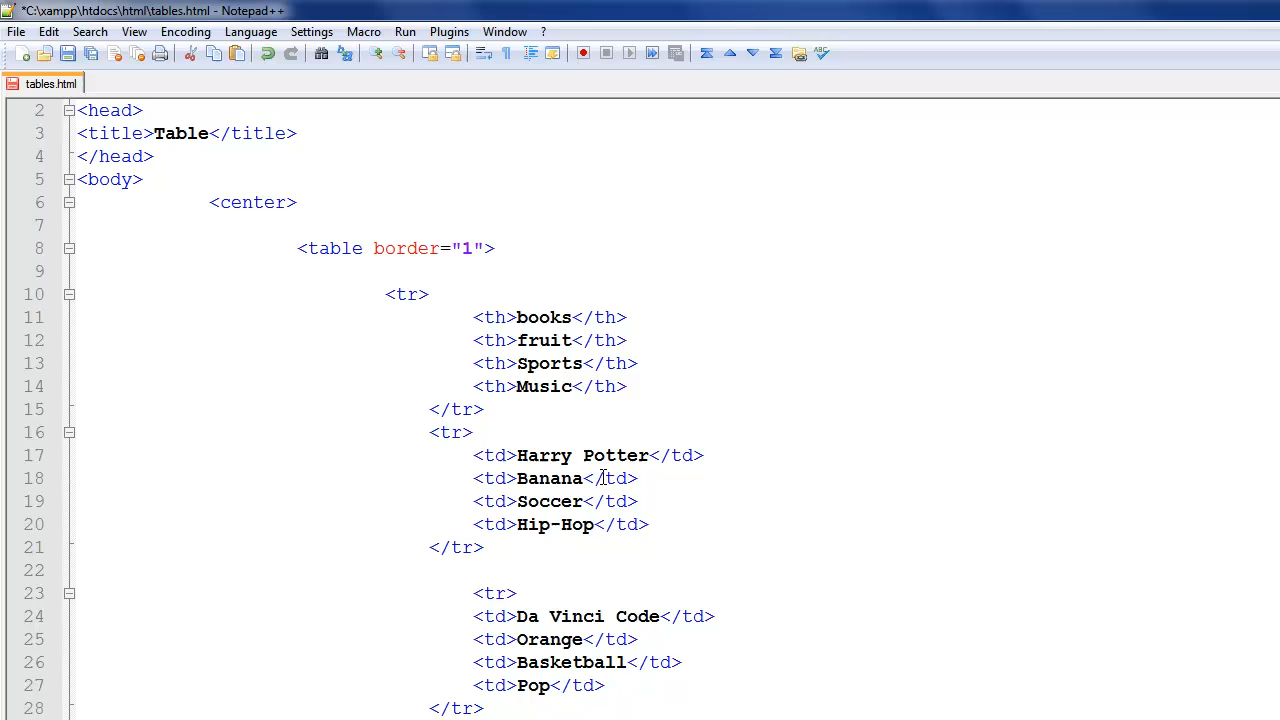 *C:\xampp\htdocs\html\tables.html - Notepad++
File Edit Search View Encoding Language Settings Macro Run Plugins Window ?
tables.html
2 <head>
3 <title>Table</title>
4 </head>
5 <body>
6 <center>
7
8 <table border="1">
9
10 <tr>
11 <th>books</th>
12 <th>fruit</th>
13 <th>Sports</th>
14 <th>Music</th>
15 </tr>
16 <tr>
17 <td>Harry Potter</td>
18 <td>Banana</td>
19 <td>Soccer</td>
20 <td>Hip-Hop</td>
21 </tr>
22
23 <tr>
24 <td>Da Vinci Code</td>
25 <td>Orange</td>
26 <td>Basketball</td>
27 <td>Pop</td>
28 </tr>